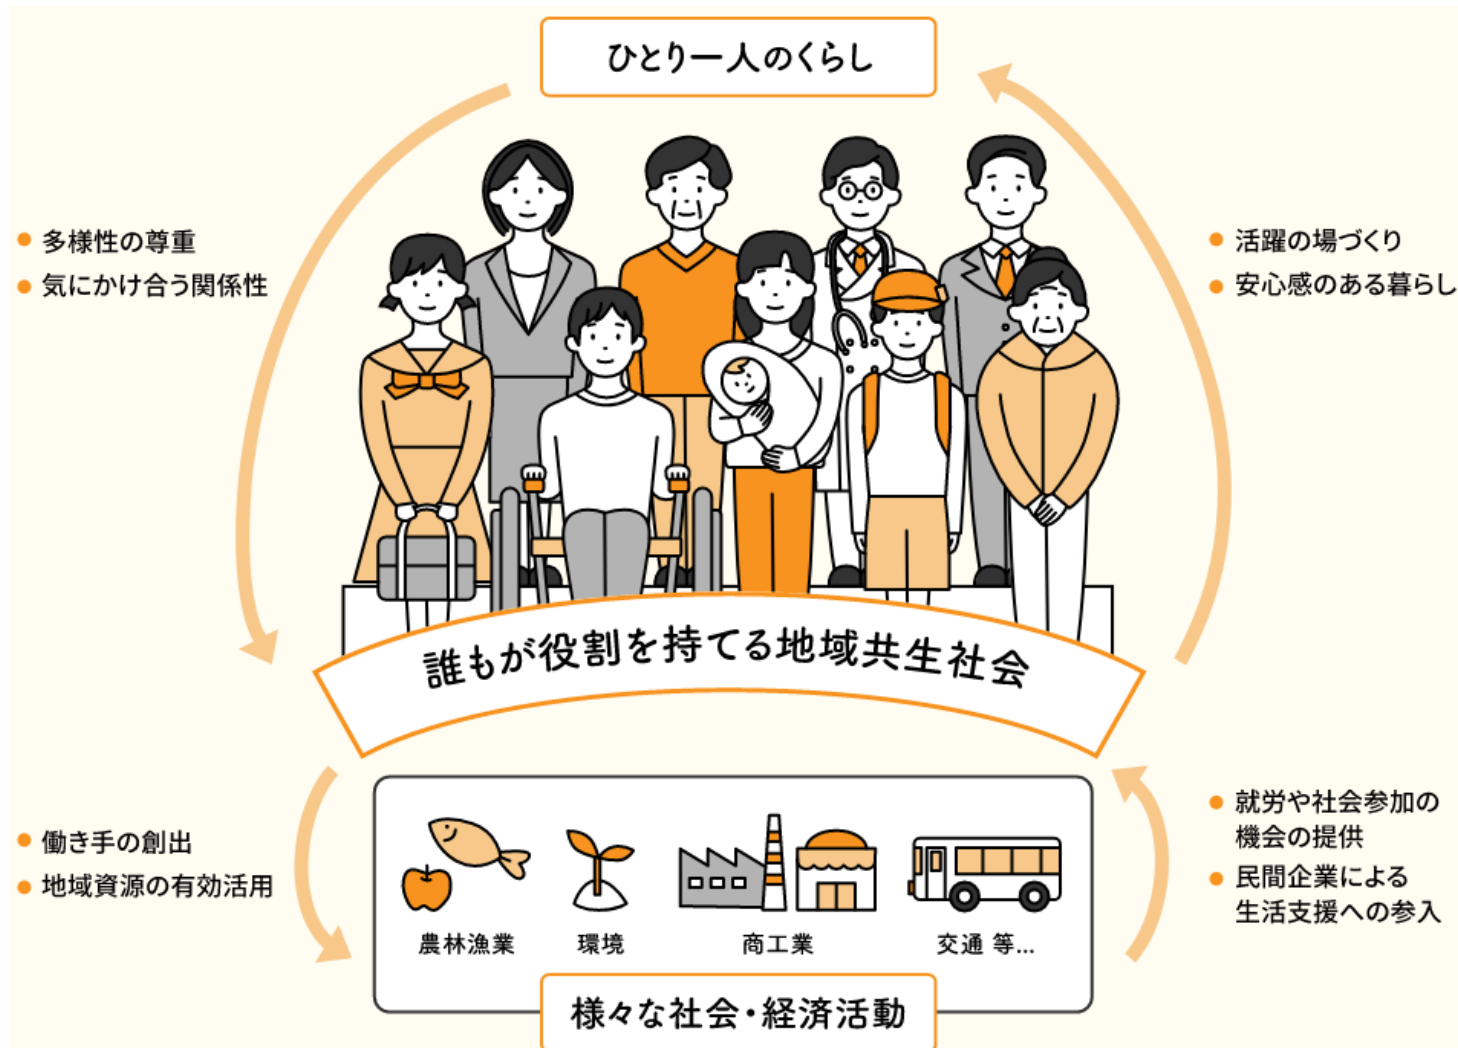 ひとり一人のくらし
多様性の尊重
気にかけ合う関係性
活躍の場づくり
安心感のある暮らし
誰もが役割を持てる地域共生社会
働き手の創出
地域資源の有効活用
就労や社会参加の
機会の提供
民間企業による
生活支援への参入
農林漁業
環境
商工業
交通 等...
様々な社会・経済活動